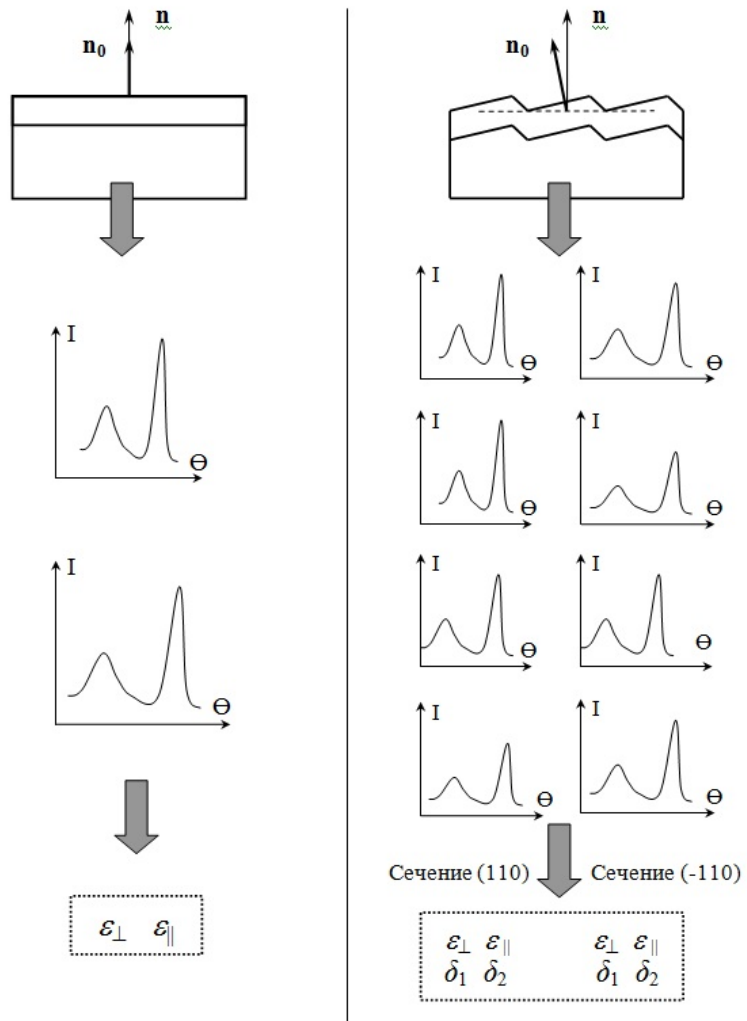 n
n₀
I
Θ
I
Θ
ε⊥ ε||
n
n₀
I
Θ
I
Θ
I
Θ
I
Θ
I
Θ
I
Θ
I
Θ
I
Θ
Сечение (110)
Сечение (-110)
ε⊥ ε|| ε⊥ ε||
δ₁ δ₂ δ₁ δ₂